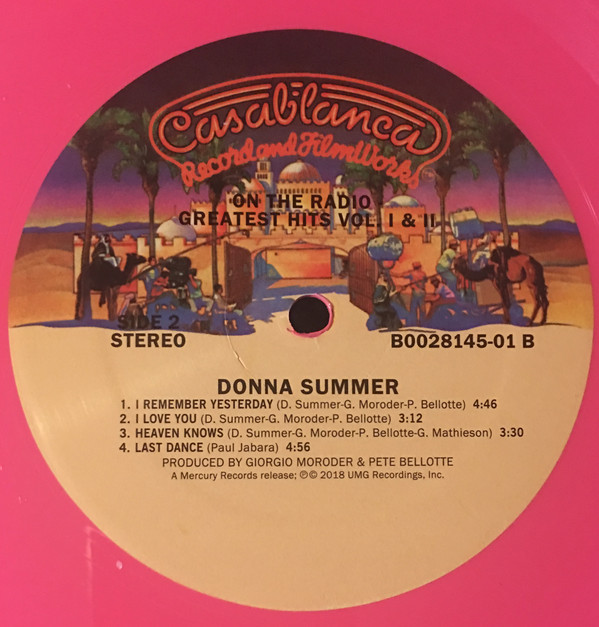 Casablanca
Record and FilmWorks
ON THE RADIO
GREATEST HITS VOL. I & II
SIDE 2
STEREO
B0028145-01 B
DONNA SUMMER
1. I REMEMBER YESTERDAY (D. Summer-G. Moroder-P. Bellotte) 4:46
2. I LOVE YOU (D. Summer-G. Moroder-P. Bellotte) 3:12
3. HEAVEN KNOWS (D. Summer-G. Moroder-P. Bellotte-G. Mathieson) 3:30
4. LAST DANCE (Paul Jabara) 4:56
PRODUCED BY GIORGIO MORODER & PETE BELLOTTE
A Mercury Records release; ℗© 2018 UMG Recordings, Inc.